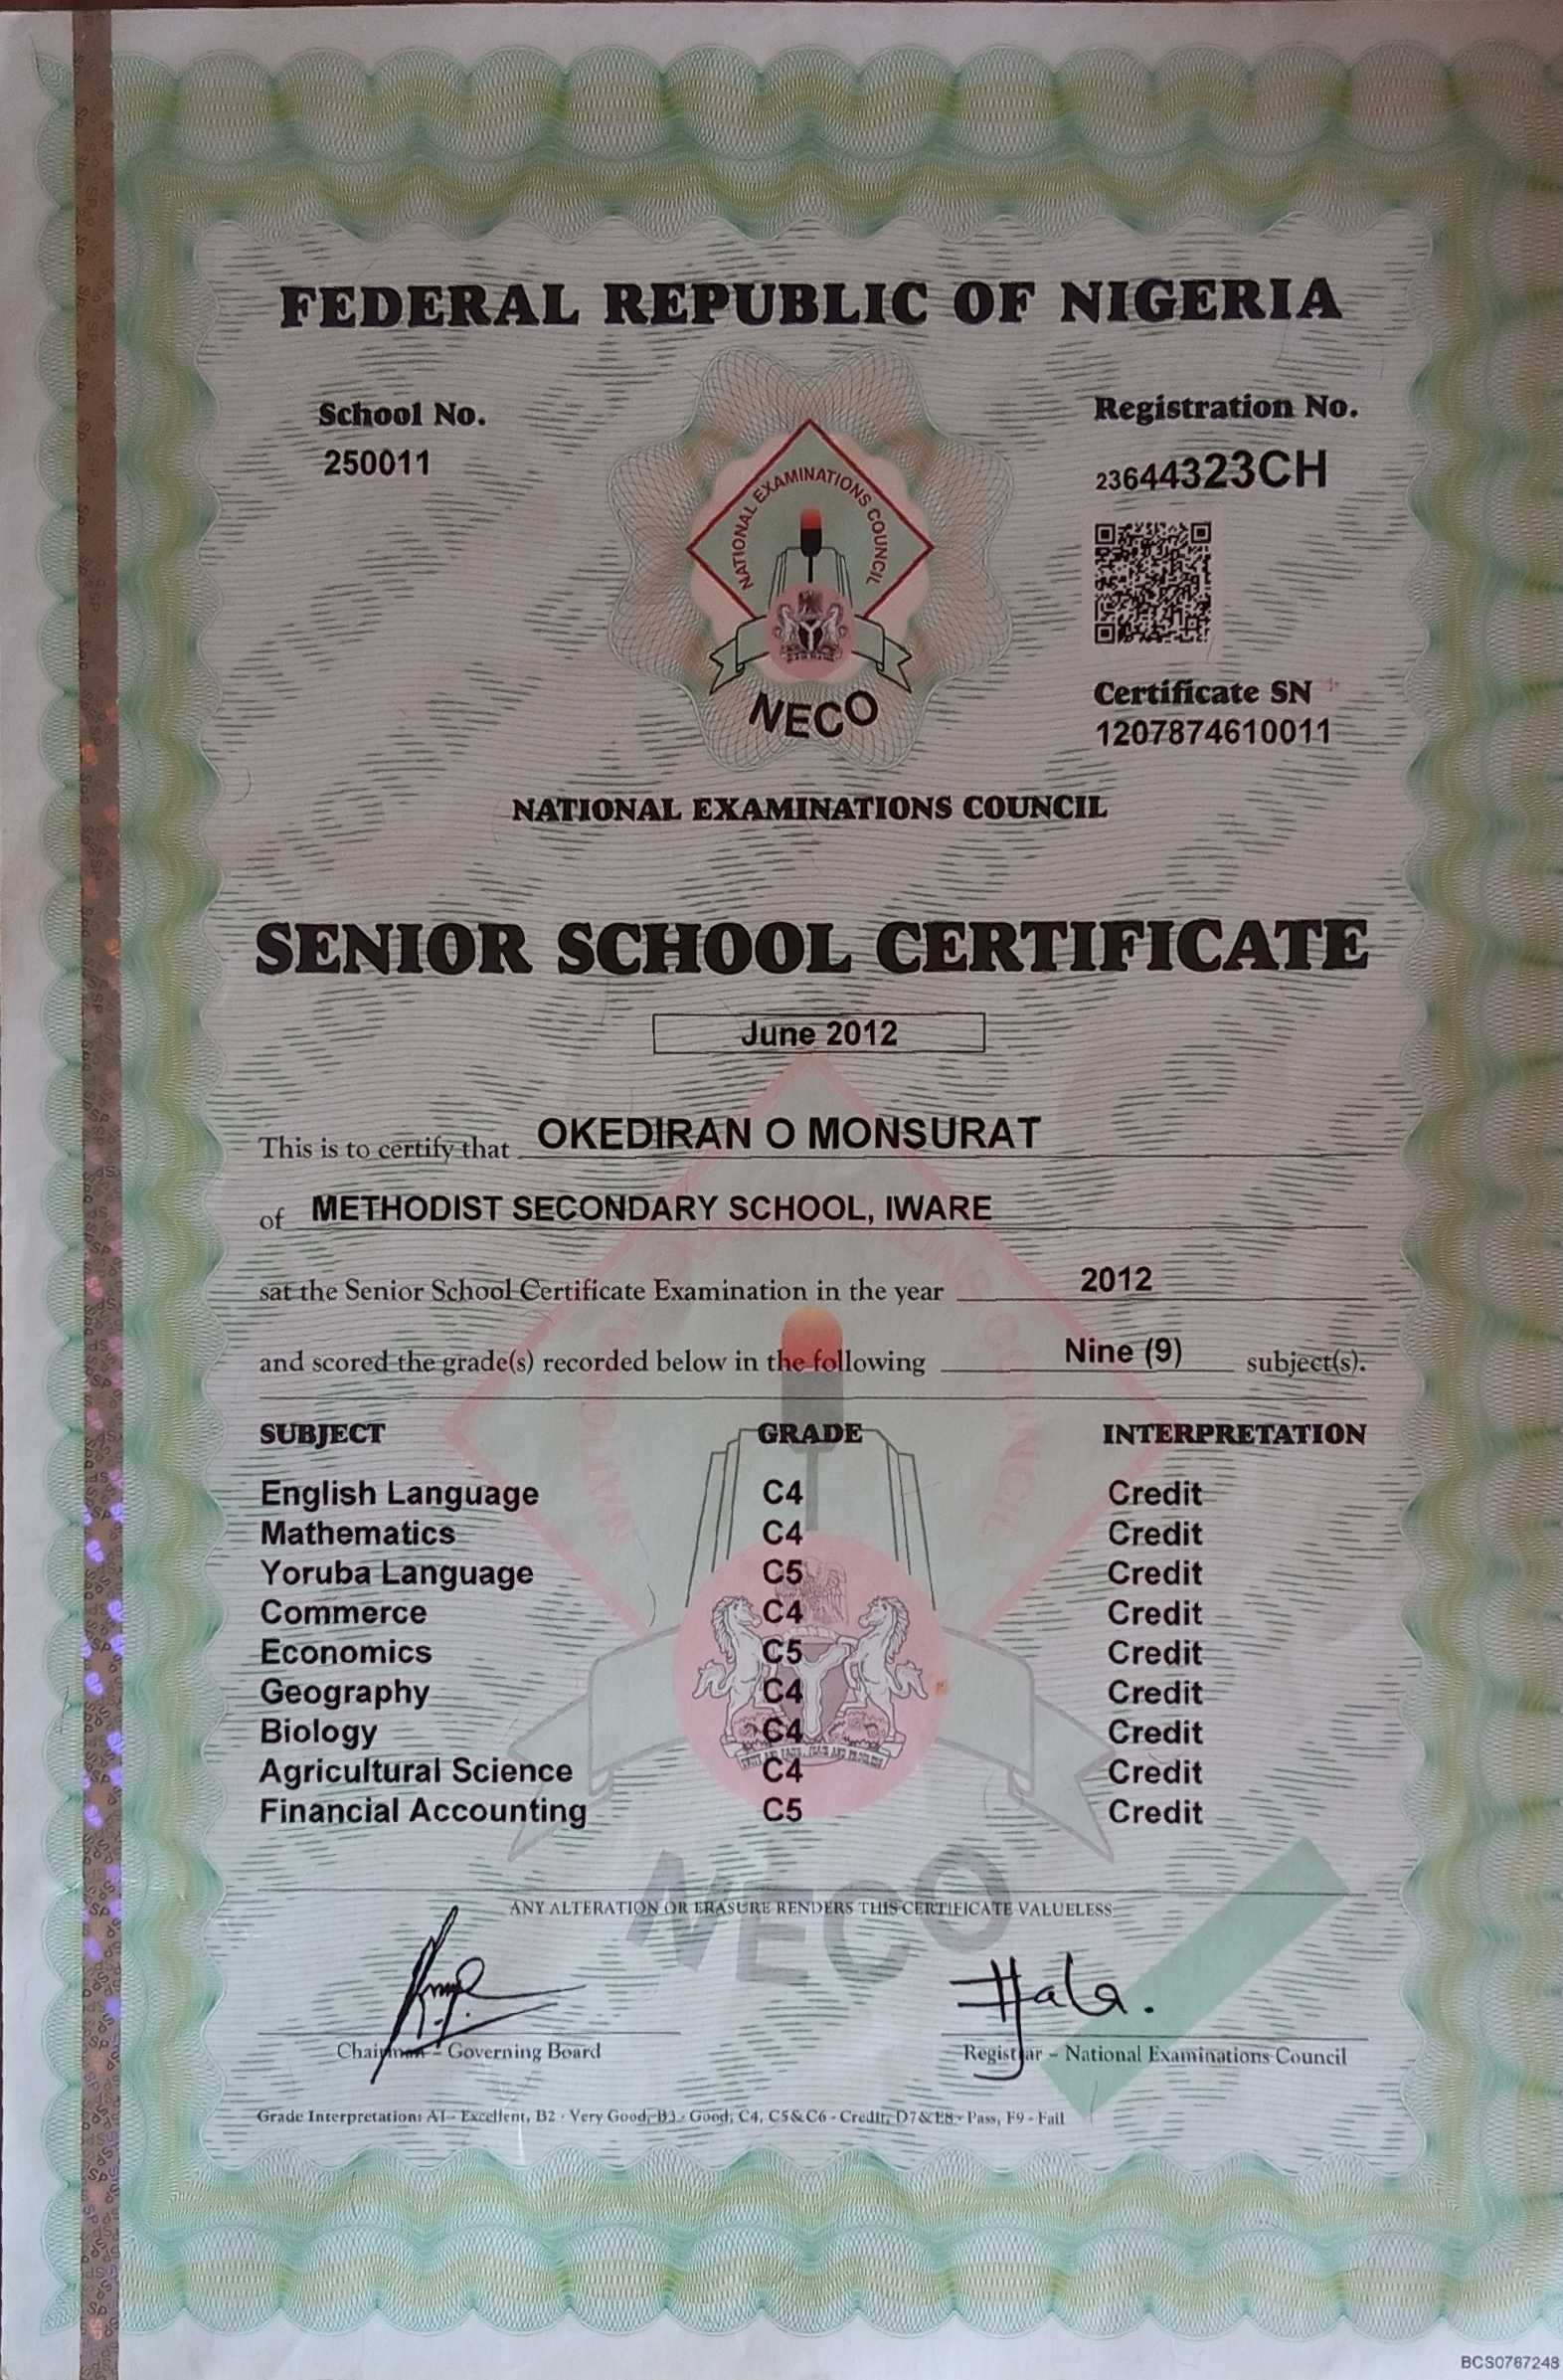 FEDERAL REPUBLIC OF NIGERIA
School No.
250011
Registration No.
23644323CH
NATIONAL EXAMINATIONS COUNCIL
NECO
Certificate SN
1207874610011
NATIONAL EXAMINATIONS COUNCIL
SENIOR SCHOOL CERTIFICATE
June 2012
This is to certify that OKEDIRAN O MONSURAT
of METHODIST SECONDARY SCHOOL, IWARE
sat the Senior School Certificate Examination in the year 2012
and scored the grade(s) recorded below in the following Nine (9) subject(s).
SUBJECT GRADE INTERPRETATION
English Language C4 Credit
Mathematics C4 Credit
Yoruba Language C5 Credit
Commerce C4 Credit
Economics C5 Credit
Geography C4 Credit
Biology C4 Credit
Agricultural Science C4 Credit
Financial Accounting C5 Credit
NECO
ANY ALTERATION OR ERASURE RENDERS THIS CERTIFICATE VALUELESS
Chairman - Governing Board
Registrar - National Examinations Council
Grade Interpretation: A1 - Excellent, B2 - Very Good, B3 - Good, C4, C5 & C6 - Credit, D7 & E8 - Pass, F9 - Fail
BCS0787248